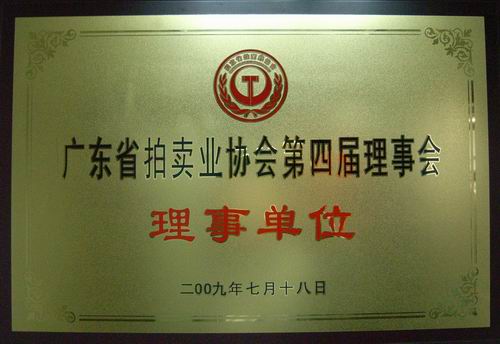 广东省拍卖业协会第四届理事会
理事单位
二00九年七月十八日